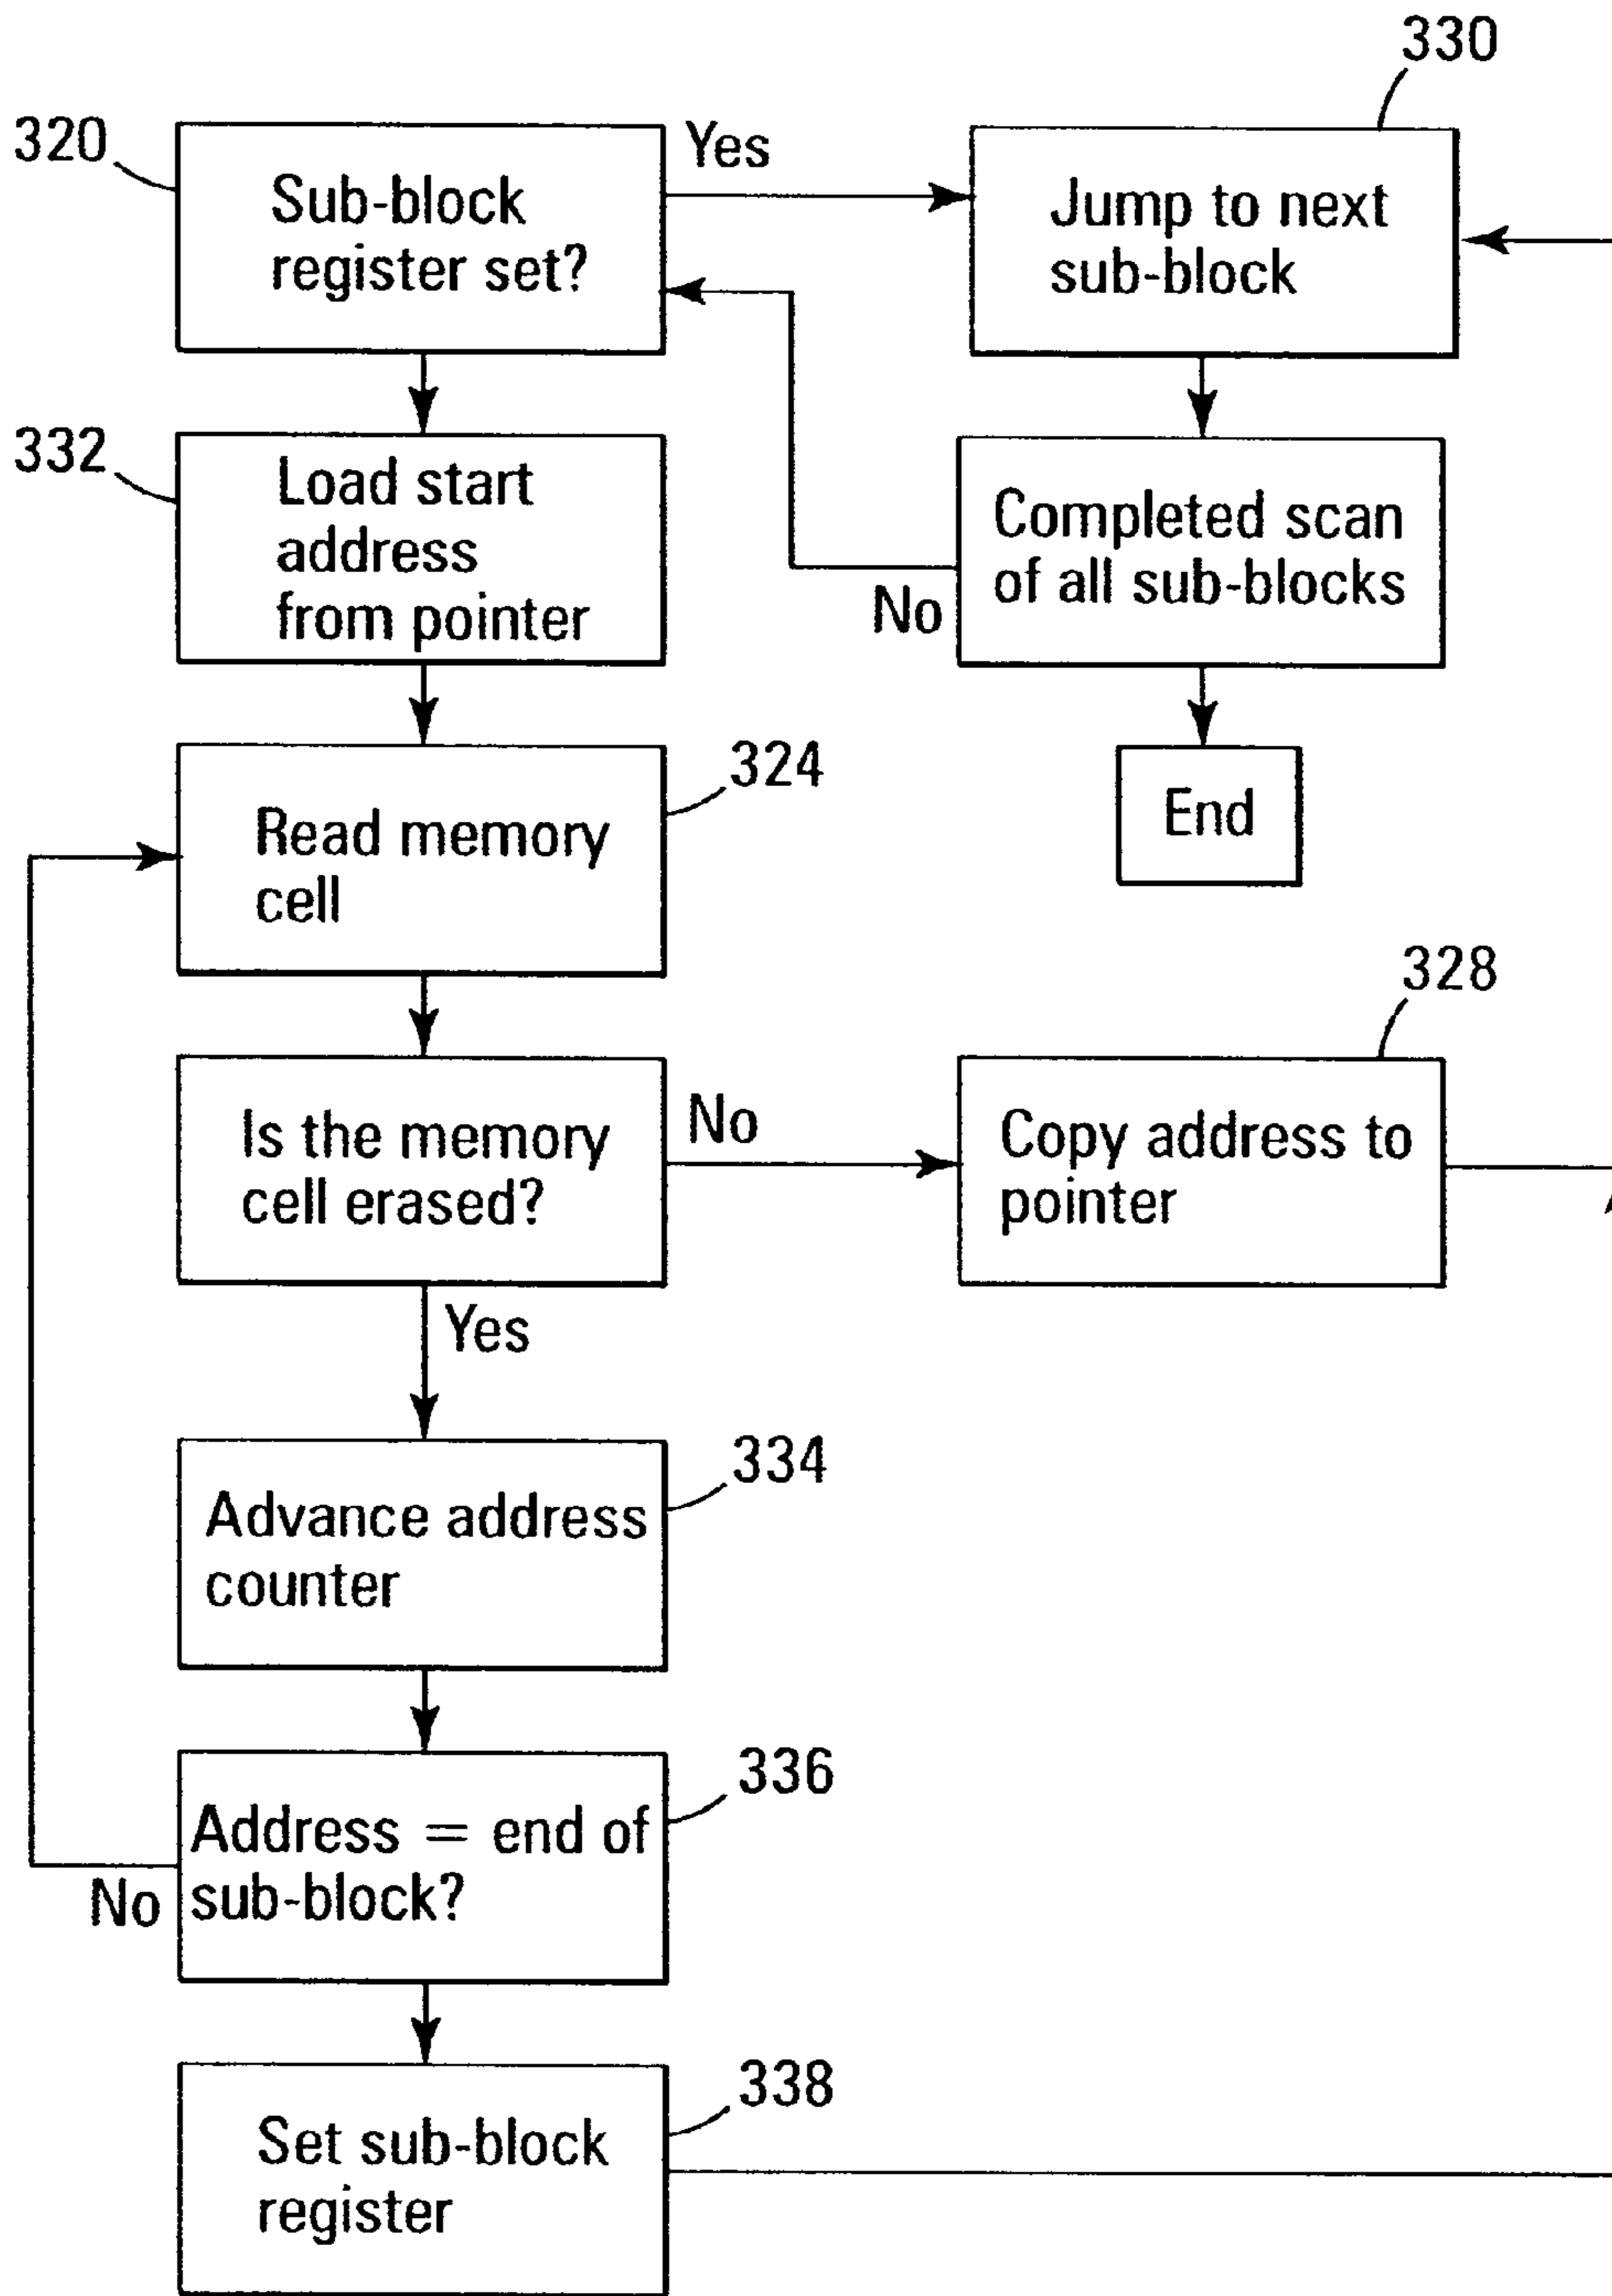 330
320
Sub-block
register set?
Yes
Jump to next
sub-block
332
Load start
address
from pointer
Completed scan
of all sub-blocks
No
324
Read memory
cell
End
328
Is the memory
cell erased?
No
Copy address to
pointer
Yes
334
Advance address
counter
336
Address = end of
sub-block?
No
338
Set sub-block
register